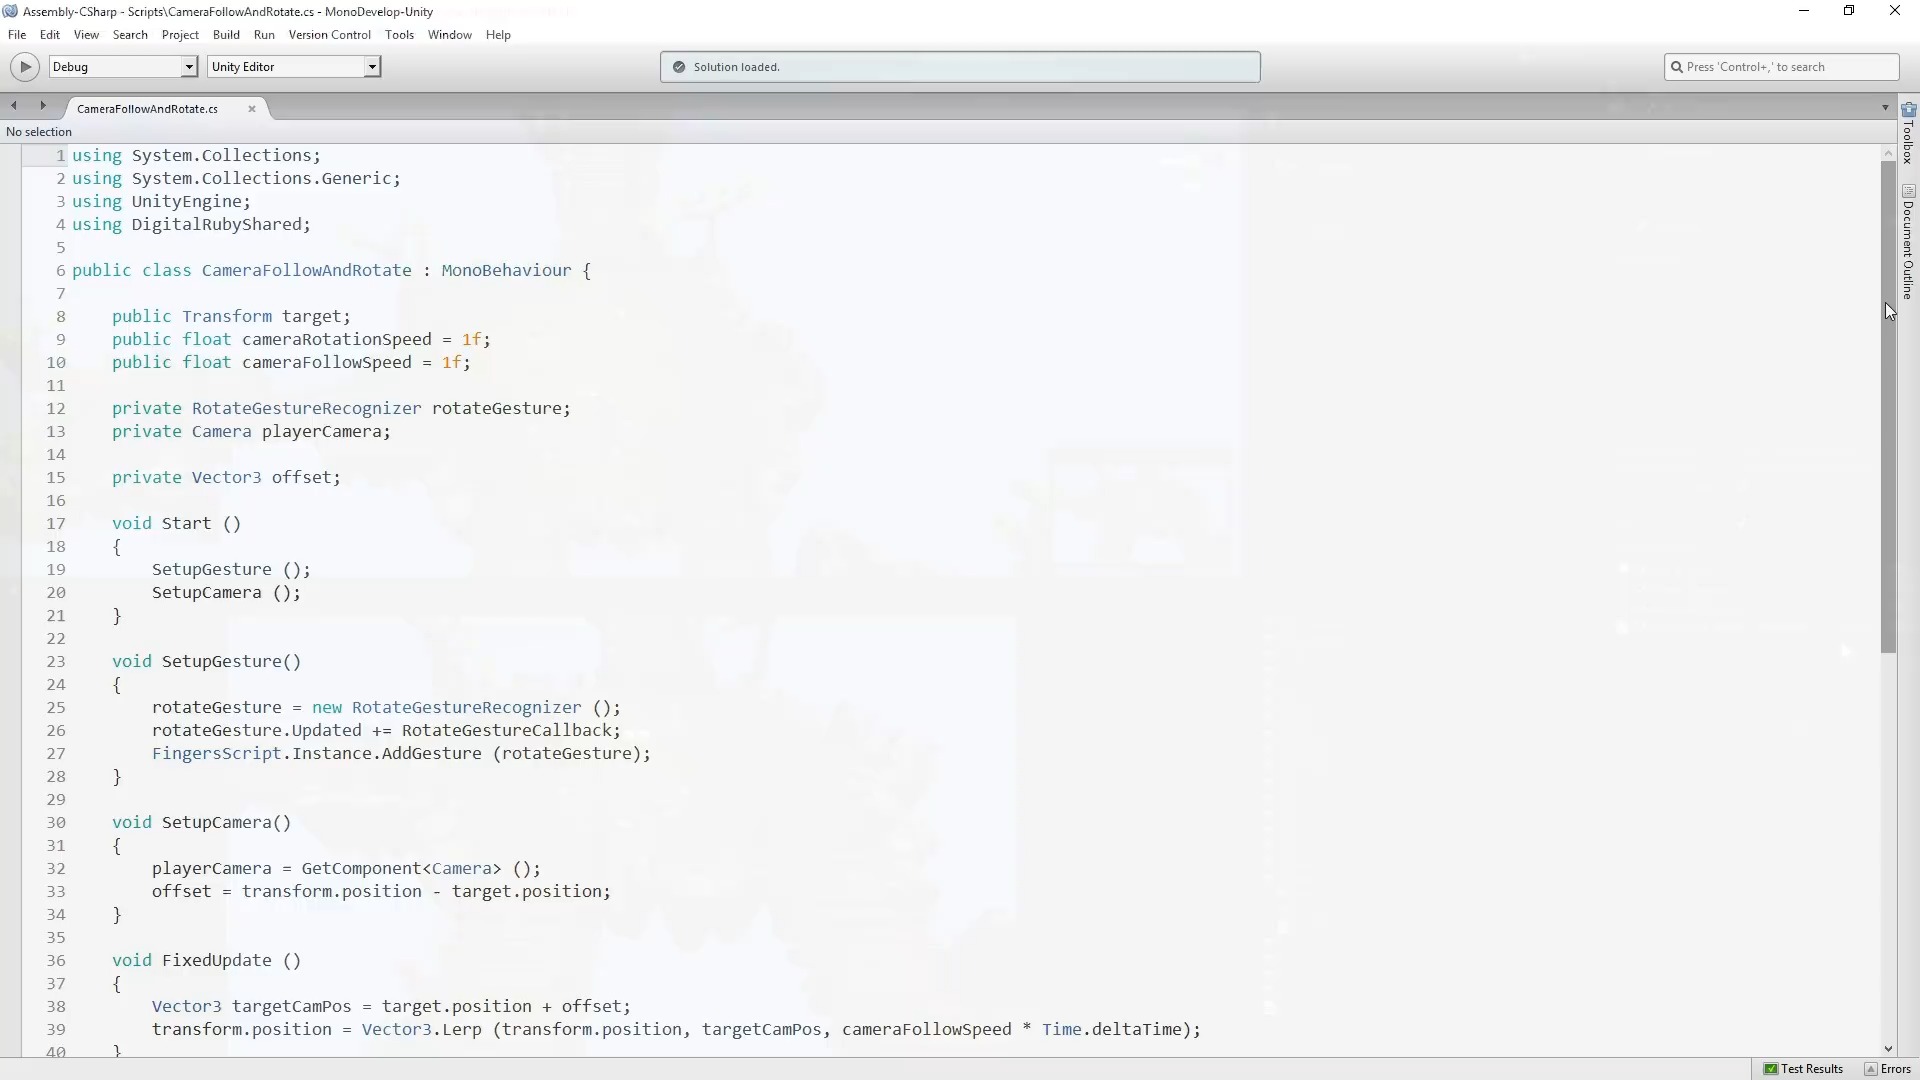 Assembly-CSharp - Scripts\CameraFollowAndRotate.cs - MonoDevelop-Unity
File Edit View Search Project Build Run Version Control Tools Window Help
Debug Unity Editor Solution loaded. Press 'Control+,' to search
CameraFollowAndRotate.cs
No selection
1 using System.Collections;
2 using System.Collections.Generic;
3 using UnityEngine;
4 using DigitalRubyShared;
5
6 public class CameraFollowAndRotate : MonoBehaviour {
7
8     public Transform target;
9     public float cameraRotationSpeed = 1f;
10     public float cameraFollowSpeed = 1f;
11
12     private RotateGestureRecognizer rotateGesture;
13     private Camera playerCamera;
14
15     private Vector3 offset;
16
17     void Start ()
18     {
19         SetupGesture ();
20         SetupCamera ();
21     }
22
23     void SetupGesture()
24     {
25         rotateGesture = new RotateGestureRecognizer ();
26         rotateGesture.Updated += RotateGestureCallback;
27         FingersScript.Instance.AddGesture (rotateGesture);
28     }
29
30     void SetupCamera()
31     {
32         playerCamera = GetComponent<Camera> ();
33         offset = transform.position - target.position;
34     }
35
36     void FixedUpdate ()
37     {
38         Vector3 targetCamPos = target.position + offset;
39         transform.position = Vector3.Lerp (transform.position, targetCamPos, cameraFollowSpeed * Time.deltaTime);
40     }
Toolbox
Document Outline
Test Results Errors